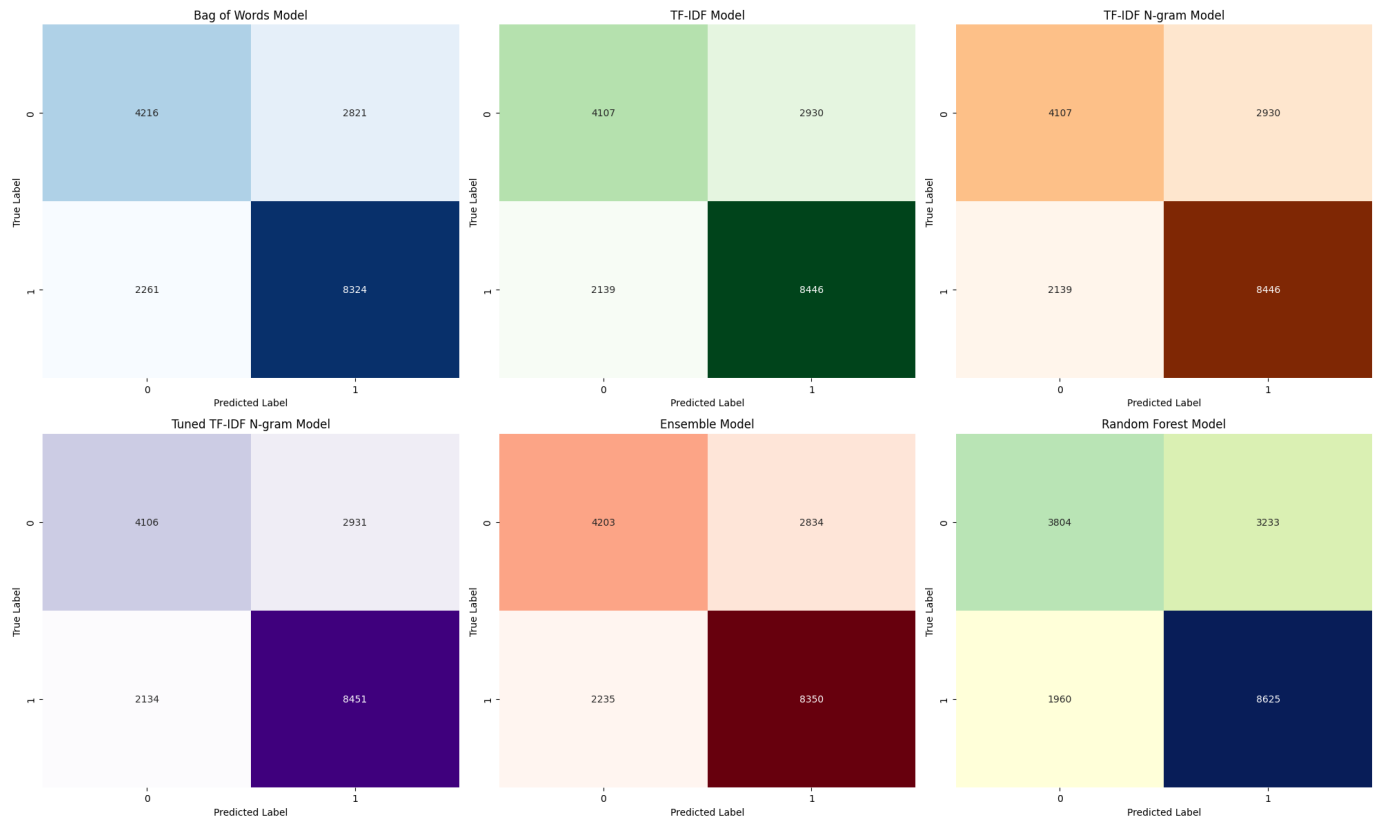 Bag of Words Model
TF-IDF Model
TF-IDF N-gram Model
True Label
0
4216
2821
1
2261
8324
0
1
Predicted Label
True Label
0
4107
2930
1
2139
8446
0
1
Predicted Label
True Label
0
4107
2930
1
2139
8446
0
1
Predicted Label
Tuned TF-IDF N-gram Model
Ensemble Model
Random Forest Model
True Label
0
4106
2931
1
2134
8451
0
1
Predicted Label
True Label
0
4203
2834
1
2235
8350
0
1
Predicted Label
True Label
0
3804
3233
1
1960
8625
0
1
Predicted Label